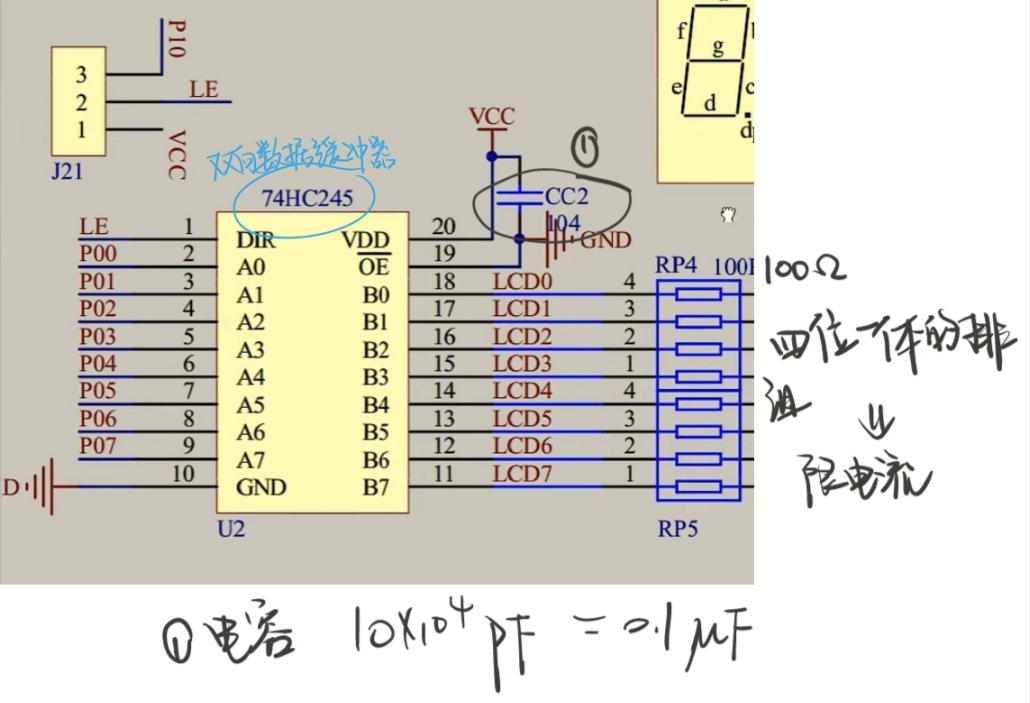 P10
3
2 LE
1
VCC
J21
双向数据缓冲器
74HC245
VCC
①
CC2
104
GND
f
g
e
c
d
LE 1 DIR VDD 20
P00 2 A0 OE 19
P01 3 A1 B0 18 LCD0 4
P02 4 A2 B1 17 LCD1 3
P03 5 A3 B2 16 LCD2 2
P04 6 A4 B3 15 LCD3 1
P05 7 A5 B4 14 LCD4 4
P06 8 A6 B5 13 LCD5 3
P07 9 A7 B6 12 LCD6 2
D 10 GND B7 11 LCD7 1
U2
RP4 100
RP5
100Ω
四位一体的排
阻
⇓
限电流
① 电容 10×10⁴ pF = 0.1 μF